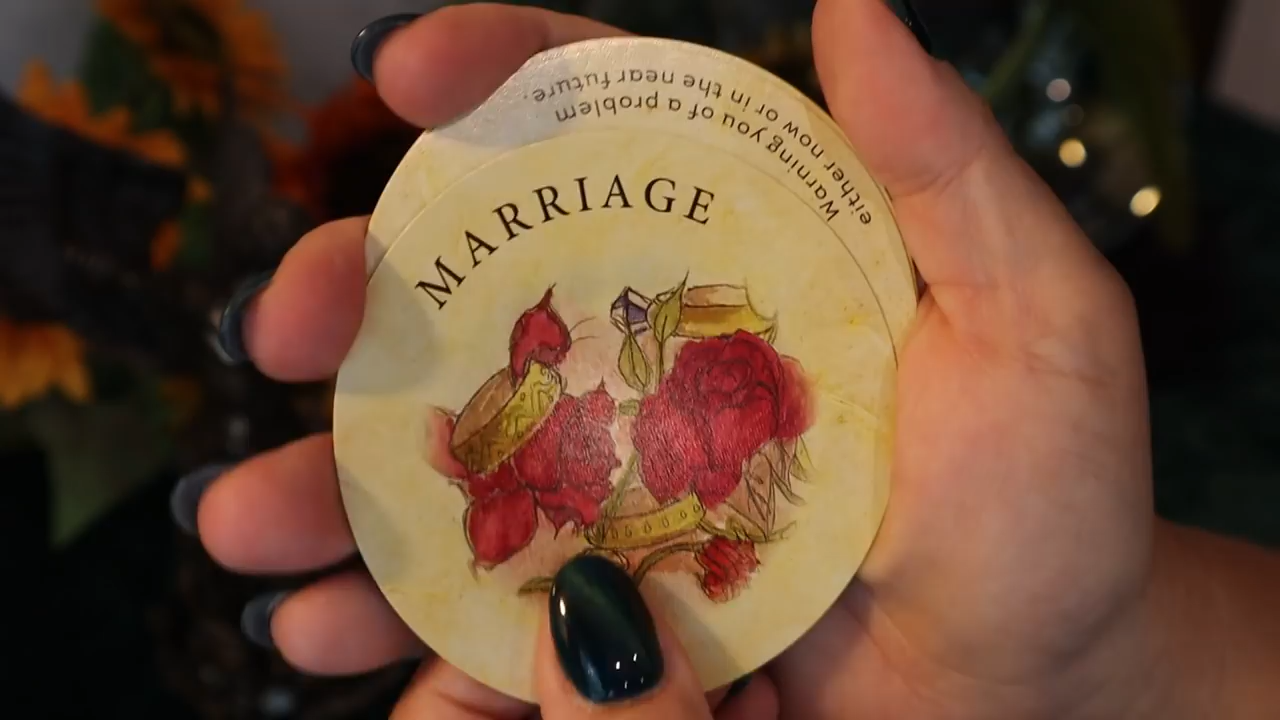 Warning you of a problem
either now or in the near future.
MARRIAGE